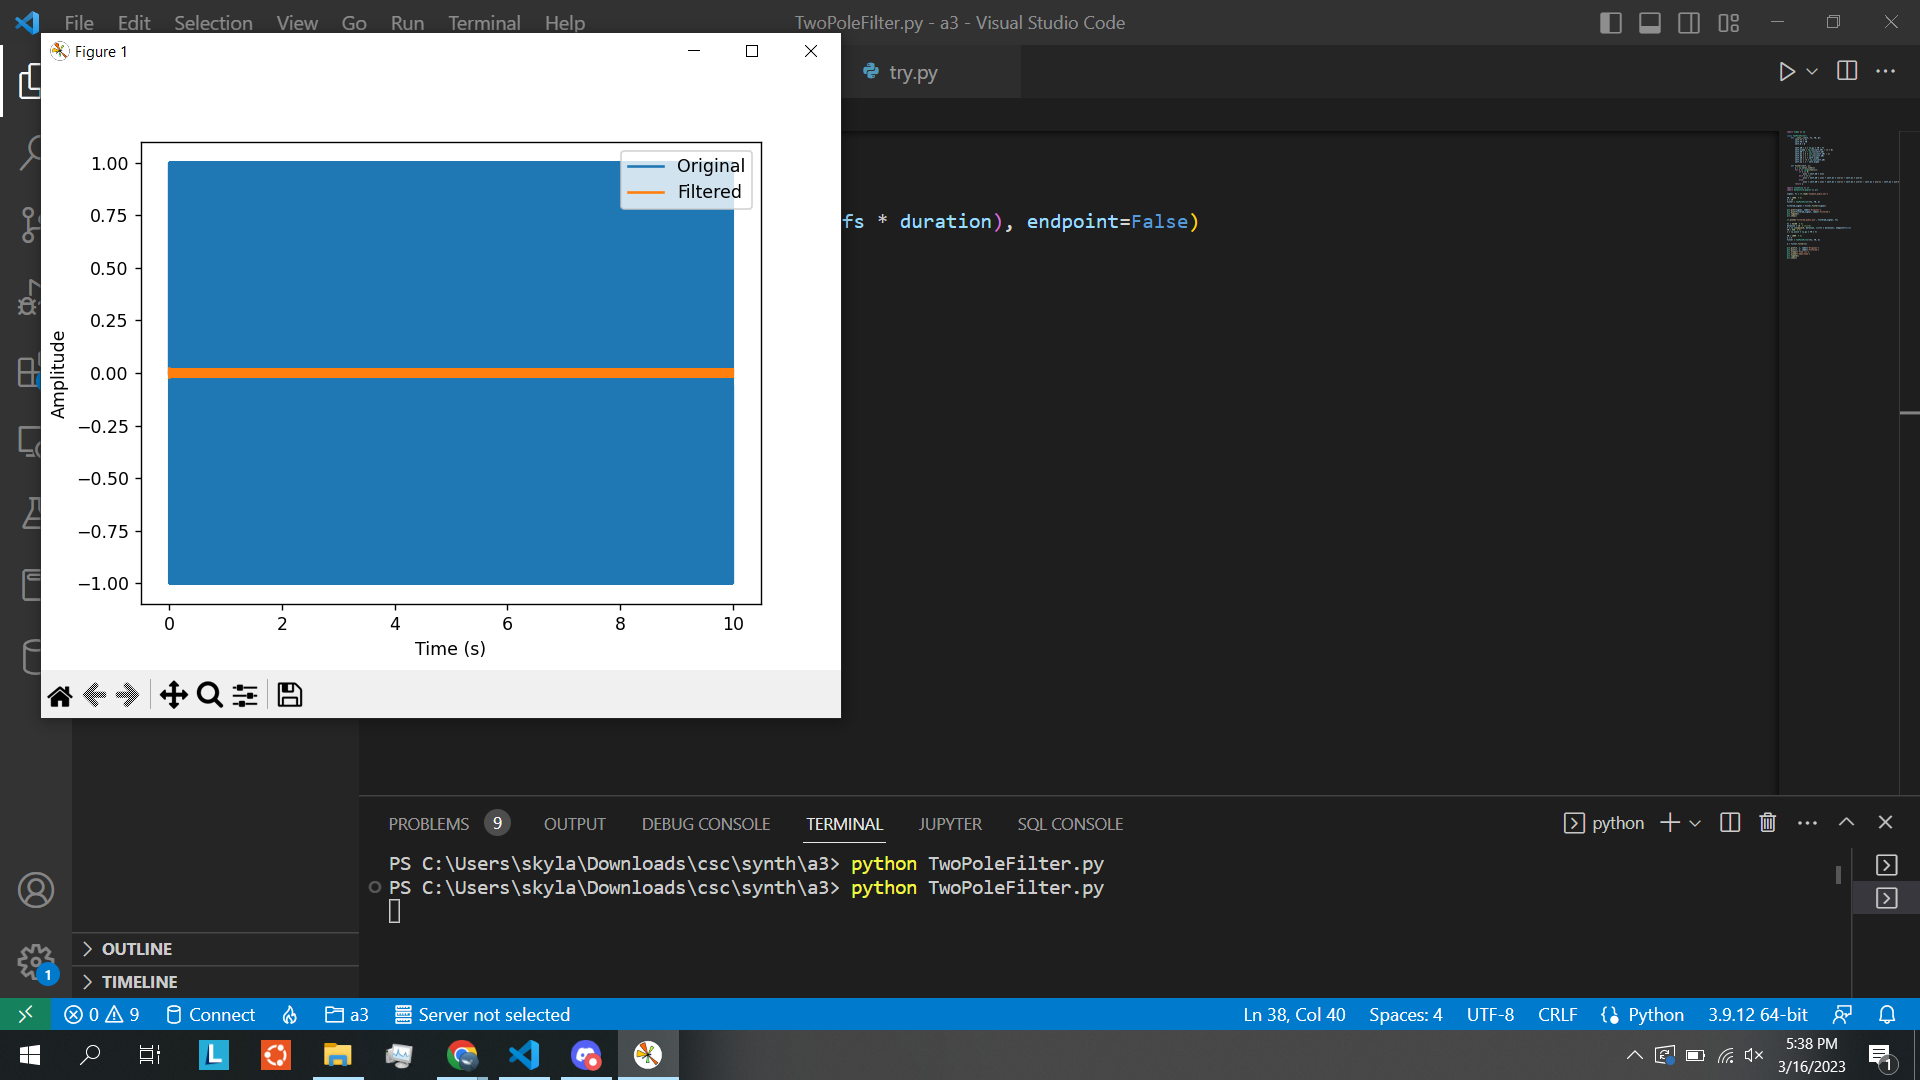 File Edit Selection View Go Run Terminal Help
TwoPoleFilter.py - a3 - Visual Studio Code
Figure 1
try.py
Original
Filtered
1.00
0.75
0.50
0.25
0.00
−0.25
−0.50
−0.75
−1.00
Amplitude
0 2 4 6 8 10
Time (s)
fs * duration), endpoint=False)
PROBLEMS 9 OUTPUT DEBUG CONSOLE TERMINAL JUPYTER SQL CONSOLE
python
PS C:\Users\skyla\Downloads\csc\synth\a3> python TwoPoleFilter.py
PS C:\Users\skyla\Downloads\csc\synth\a3> python TwoPoleFilter.py
OUTLINE
TIMELINE
1
0 9 Connect a3 Server not selected
Ln 38, Col 40 Spaces: 4 UTF-8 CRLF Python 3.9.12 64-bit
L
5:38 PM
3/16/2023
1